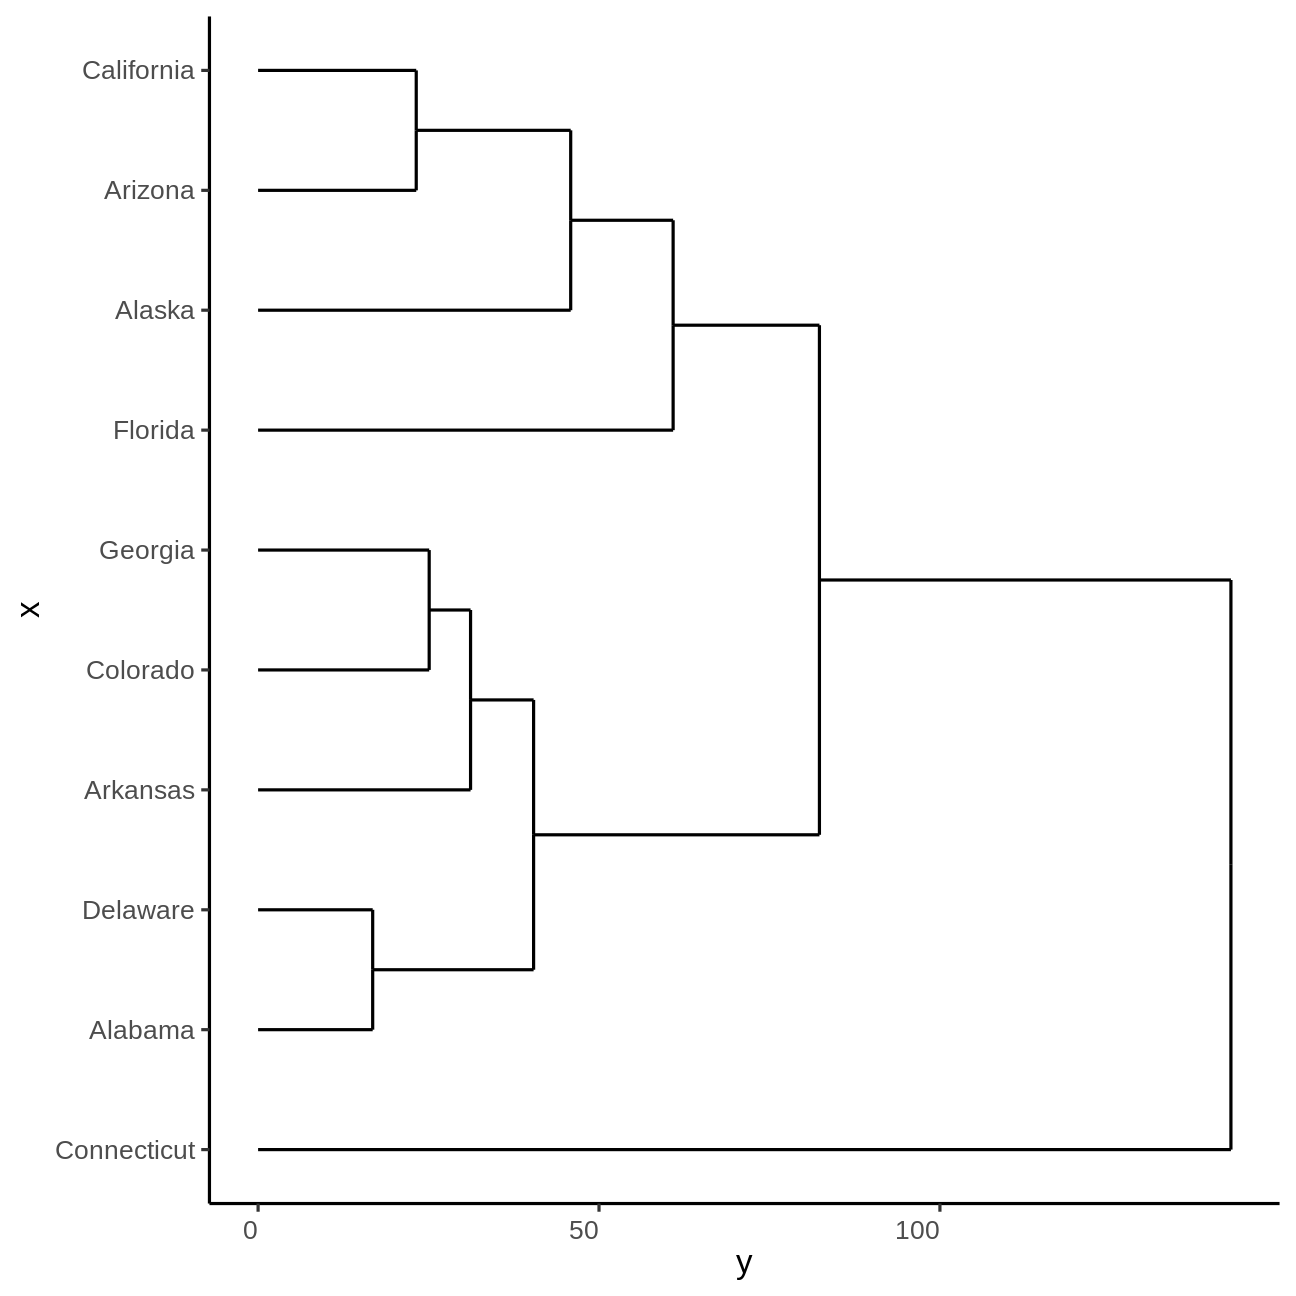 California
Arizona
Alaska
Florida
Georgia
x
Colorado
Arkansas
Delaware
Alabama
Connecticut
0 50 100
y